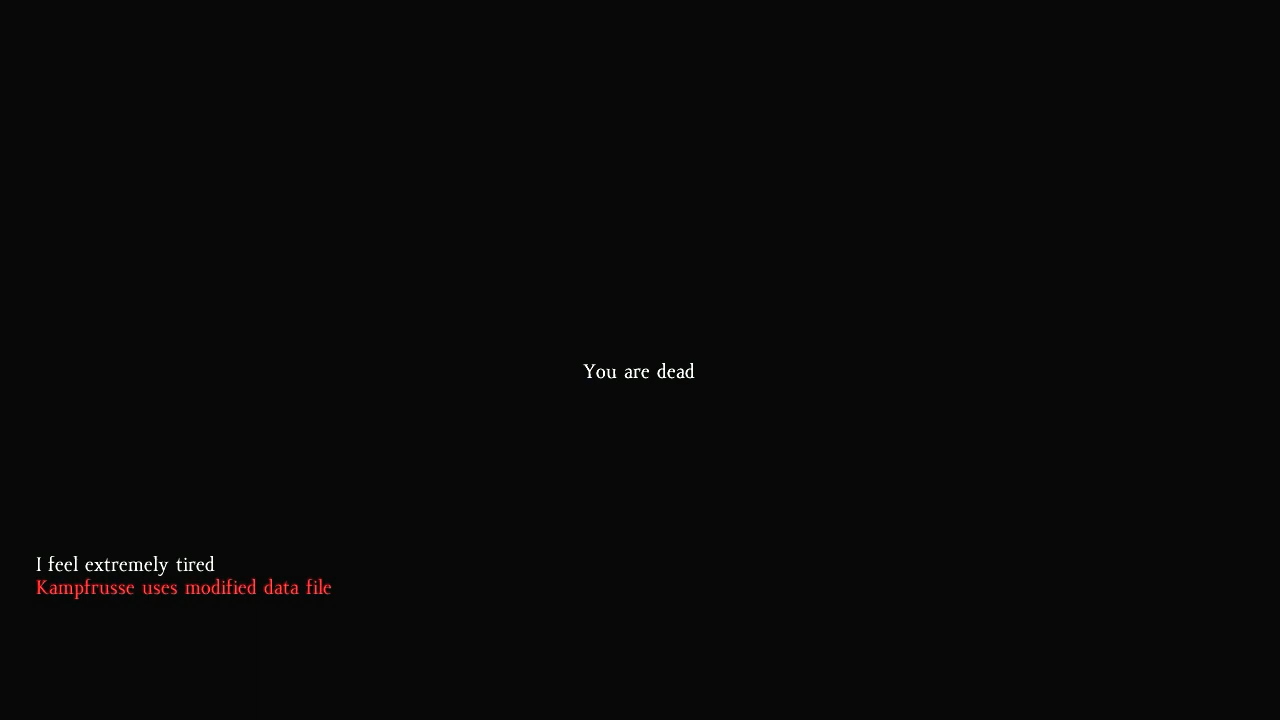 You are dead
I feel extremely tired
Kampfrusse uses modified data file